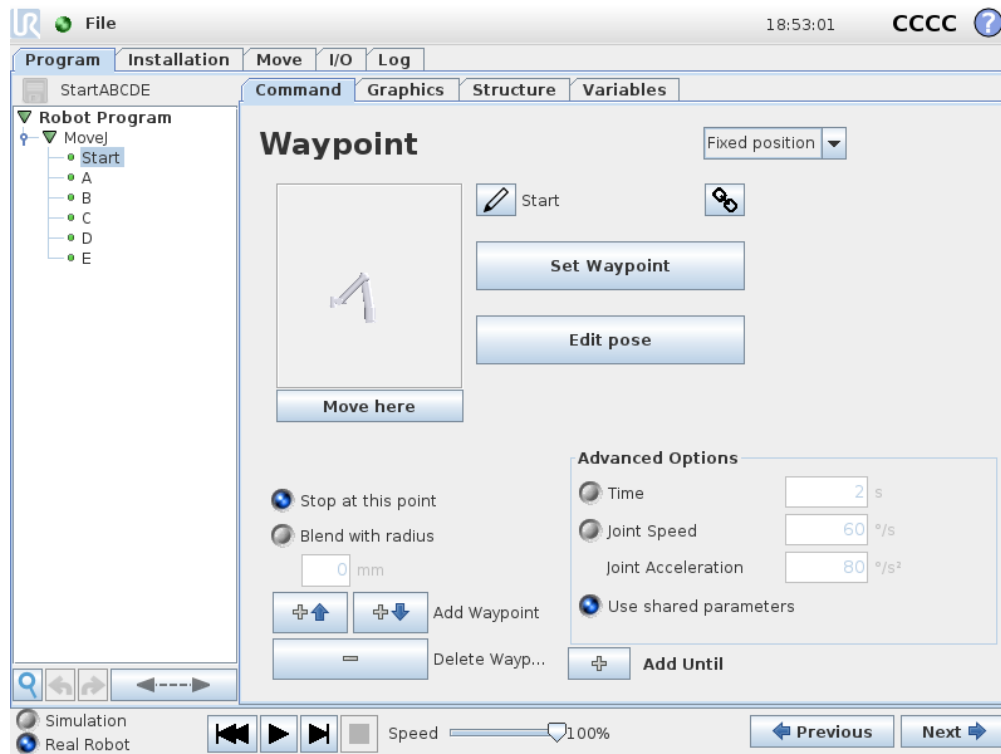 UR File 18:53:01 CCCC ?
Program Installation Move I/O Log
StartABCDE Command Graphics Structure Variables
Robot Program
MoveJ
Start
A
B
C
D
E
Waypoint Fixed position
Start
Set Waypoint
Edit pose
Move here
Stop at this point
Blend with radius
0 mm
Add Waypoint
Delete Wayp...
Advanced Options
Time 2 s
Joint Speed 60 °/s
Joint Acceleration 80 °/s²
Use shared parameters
Add Until
Simulation
Real Robot
Speed 100%
Previous Next